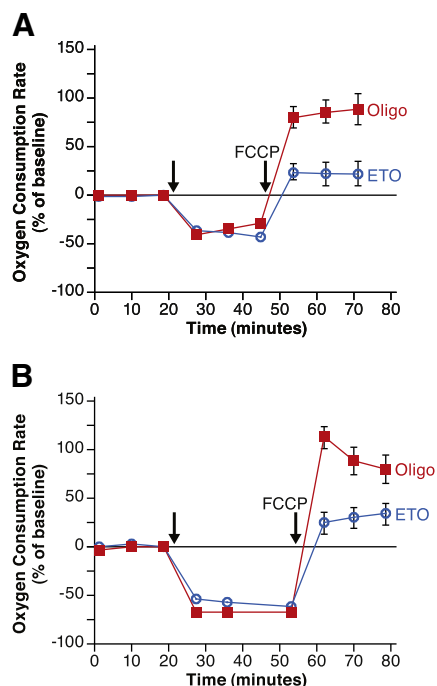 A
Oxygen Consumption Rate
(% of baseline)
150
100
50
0
-50
-100
FCCP
Oligo
ETO
0 10 20 30 40 50 60 70 80
Time (minutes)
B
Oxygen Consumption Rate
(% of baseline)
150
100
50
0
-50
-100
FCCP
Oligo
ETO
0 10 20 30 40 50 60 70 80
Time (minutes)